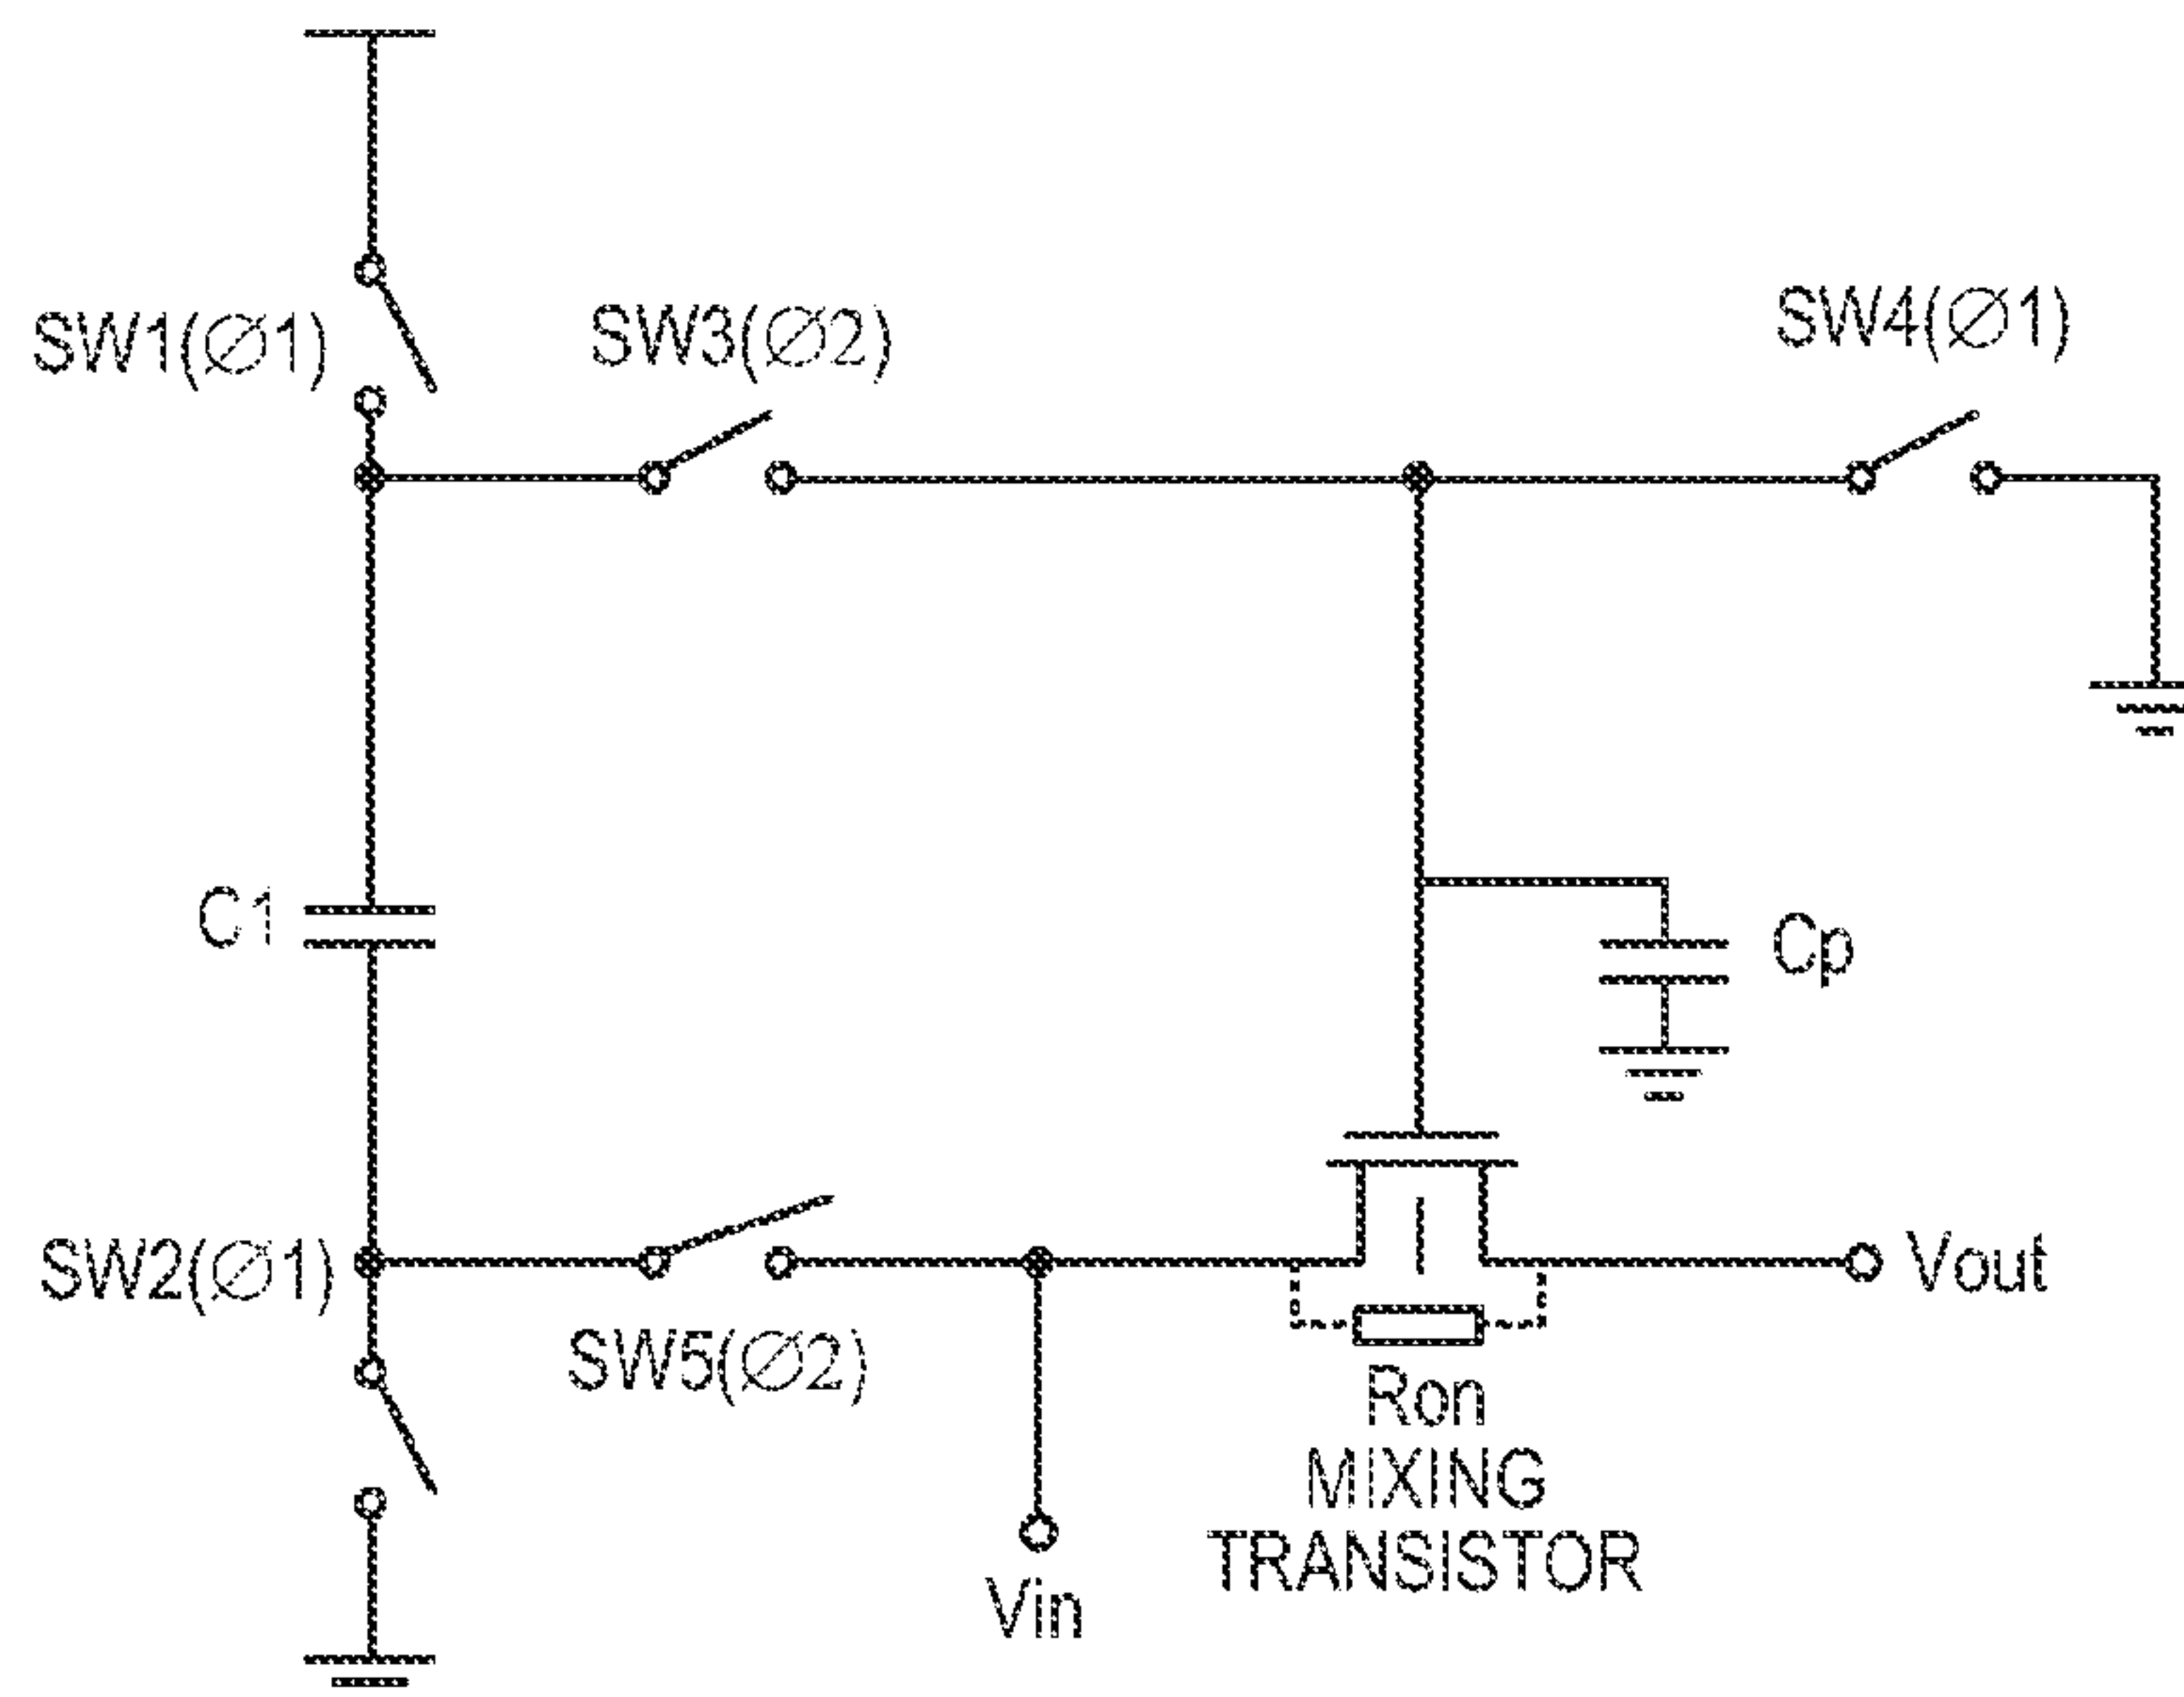 SW1(∅1)
SW3(∅2)
SW4(∅1)
C1
Cp
SW2(∅1)
SW5(∅2)
Vout
Ron
MIXING
TRANSISTOR
Vin